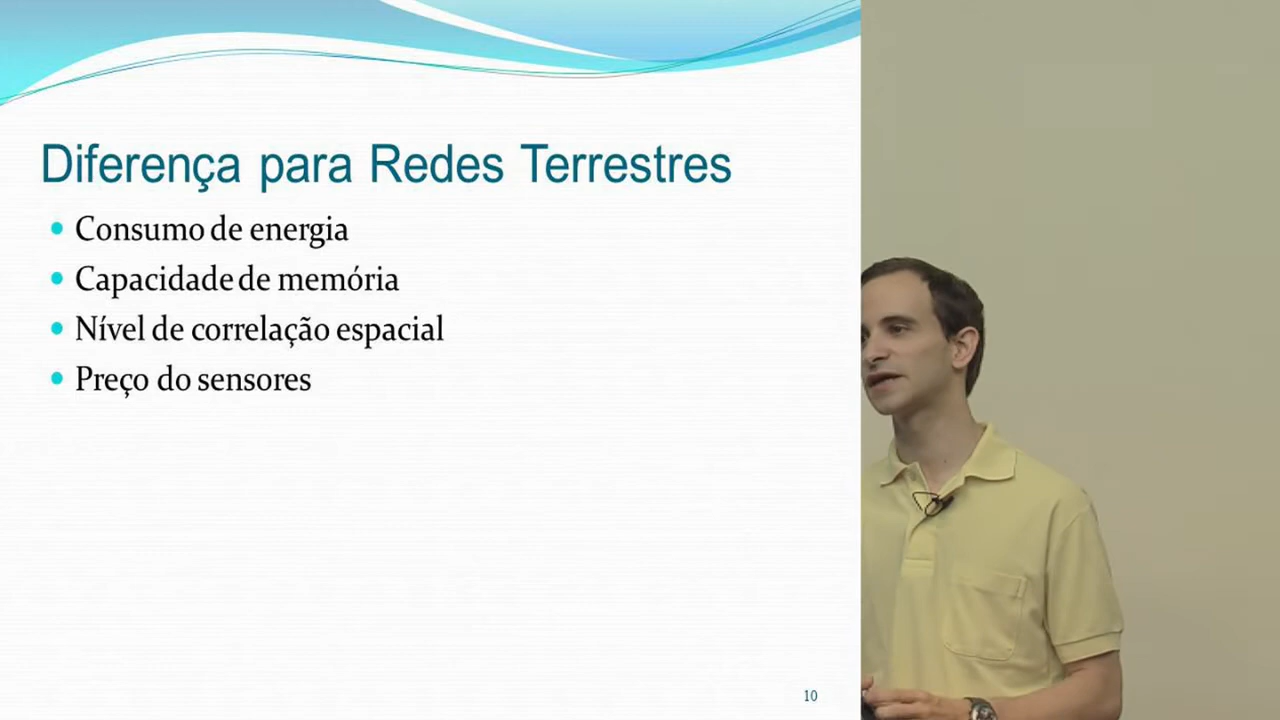 Diferença para Redes Terrestres
Consumo de energia
Capacidade de memória
Nível de correlação espacial
Preço do sensores
10